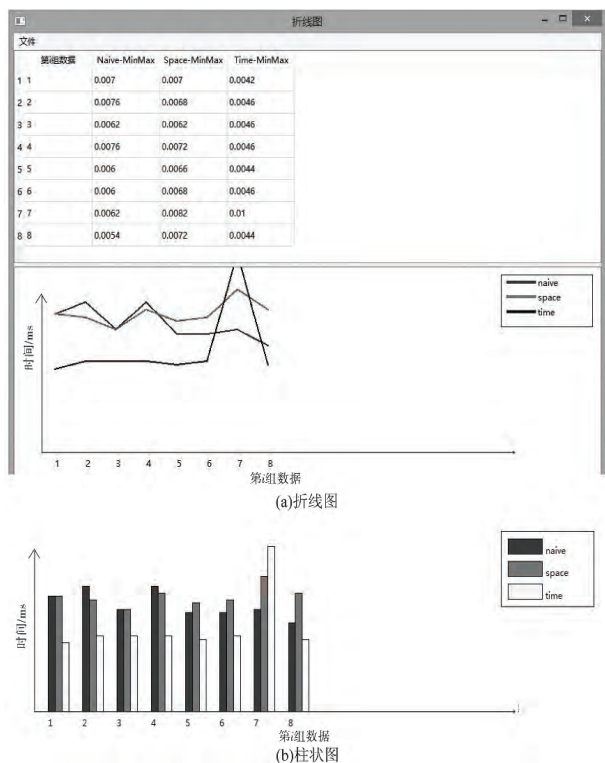 折线图
文件
第i组数据 Naive-MinMax Space-MinMax Time-MinMax
1 1 0.007 0.007 0.0042
2 2 0.0076 0.0068 0.0046
3 3 0.0062 0.0062 0.0046
4 4 0.0076 0.0072 0.0046
5 5 0.006 0.0066 0.0044
6 6 0.006 0.0068 0.0046
7 7 0.0062 0.0082 0.01
8 8 0.0054 0.0072 0.0044
naive
space
time
时间/ms
1 2 3 4 5 6 7 8
第i组数据
(a)折线图
naive
space
time
时间/ms
1 2 3 4 5 6 7 8
第i组数据
(b)柱状图